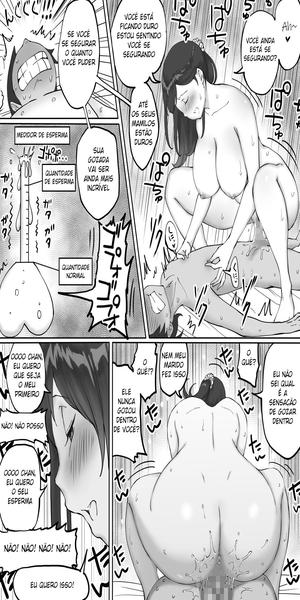 VOCÊ AINDA
ESTÁ SE
SEGURANDO?
VOCÊ ESTÁ
FICANDO DURO
ESTOU SENTINDO
VOCÊ SE
SEGURANDO
ATÉ
OS SEUS
MAMILOS
ESTÃO
DUROS
SE VOCÊ
SE SEGURAR
O QUANTO
VOCÊ PUDER
SUA
GOZADA
VAI SER
AINDA MAIS
INCRÍVEL
MEDIDOR DE ESPERMA
QUANTIDADE
DE ESPERMA
QUANTIDADE
NORMAL
EU NÃO
SEI QUAL
É A
SENSAÇÃO
DE GOZAR
DENTRO
O
QUÊ!?
NEM MEU
MARIDO
FEZ ISSO
O
QUÊ?
ELE
NUNCA
GOZOU
DENTRO
DE VOCÊ?
OOOO CHAN,
EU QUERO
QUE SEJA
O MEU
PRIMEIRO
NÃO! NÃO POSSO
OOOO CHAN,
EU QUERO
O SEU
ESPERMA
NÃO! NÃO! NÃO!
EU QUERO ISSO!